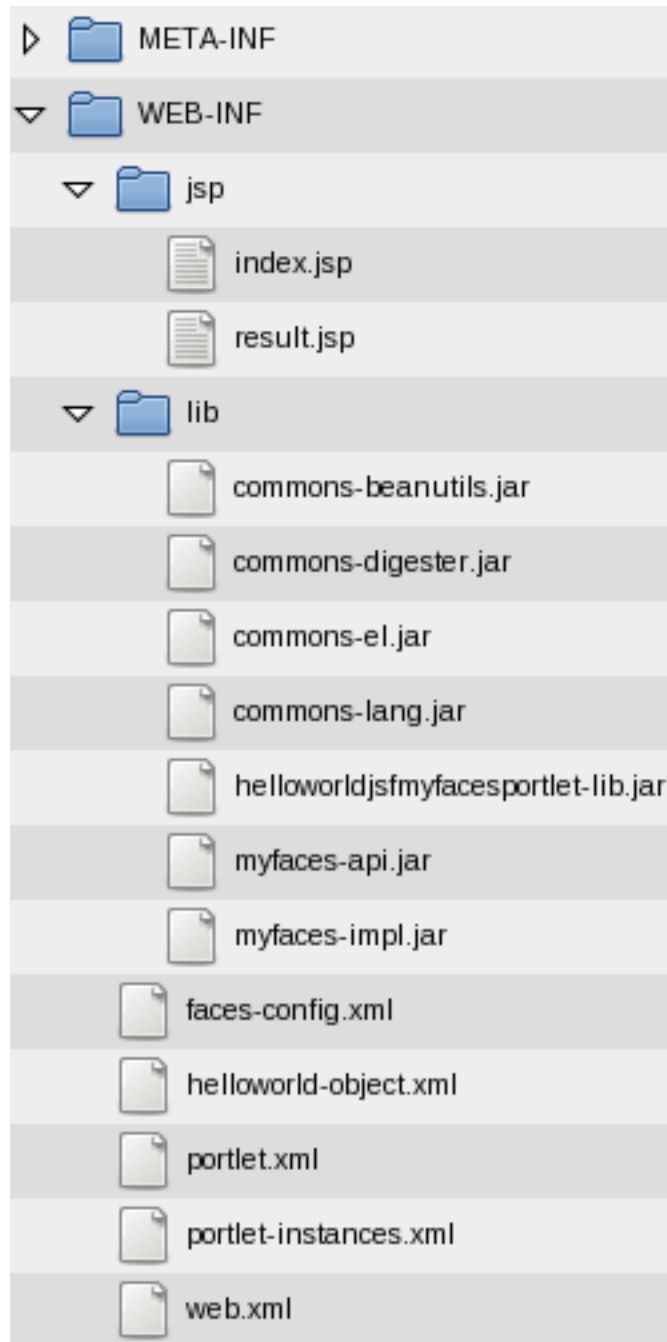 META-INF
WEB-INF
jsp
index.jsp
result.jsp
lib
commons-beanutils.jar
commons-digester.jar
commons-el.jar
commons-lang.jar
helloworldjsfmyfacesportlet-lib.jar
myfaces-api.jar
myfaces-impl.jar
faces-config.xml
helloworld-object.xml
portlet.xml
portlet-instances.xml
web.xml